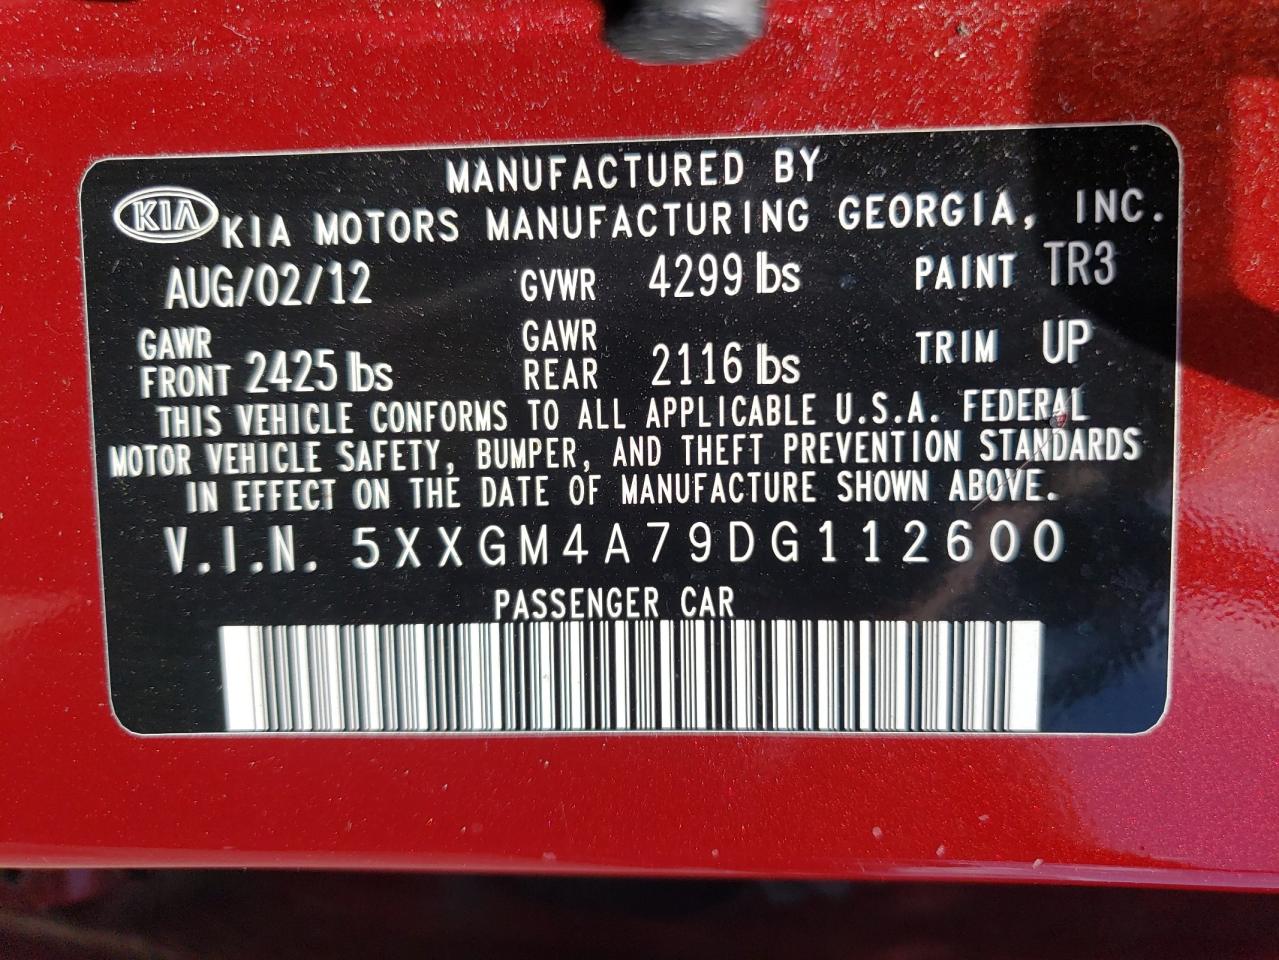 MANUFACTURED BY
KIA KIA MOTORS MANUFACTURING GEORGIA, INC.
AUG/02/12 GVWR 4299 lbs PAINT TR3
GAWR FRONT 2425 lbs GAWR REAR 2116 lbs TRIM UP
THIS VEHICLE CONFORMS TO ALL APPLICABLE U.S.A. FEDERAL
MOTOR VEHICLE SAFETY, BUMPER, AND THEFT PREVENTION STANDARDS
IN EFFECT ON THE DATE OF MANUFACTURE SHOWN ABOVE.
V.I.N. 5XXGM4A79DG112600
PASSENGER CAR